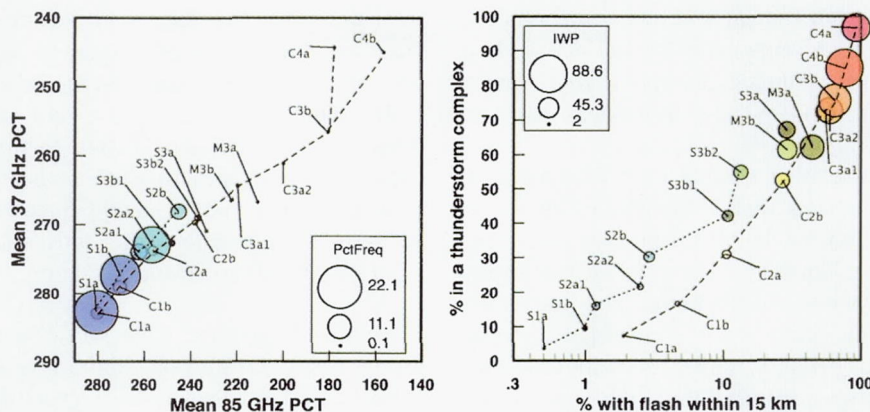 240
250
260
270
280
290
Mean 37 GHz PCT
280 260 240 220 200 180 160 140
Mean 85 GHz PCT
C4a
C4b
C3b
S3a
M3a
S3b2
M3b
S3b1
S2b
C3a2
S2a2
S2a1
C3a1
S1b
C2b
C2a
S1a
C1b
C1a
PctFreq
22.1
11.1
0.1
100
90
80
70
60
50
40
30
20
10
0
% in a thunderstorm complex
.3 1 10 100
% with flash within 15 km
IWP
88.6
45.3
2
C4a
C4b
C3b
M3a
S3a
M3b
C3a2
C3a1
S3b2
S3b1
C2b
S2b
S2a2
C2a
S2a1
S1b
S1a
C1b
C1a